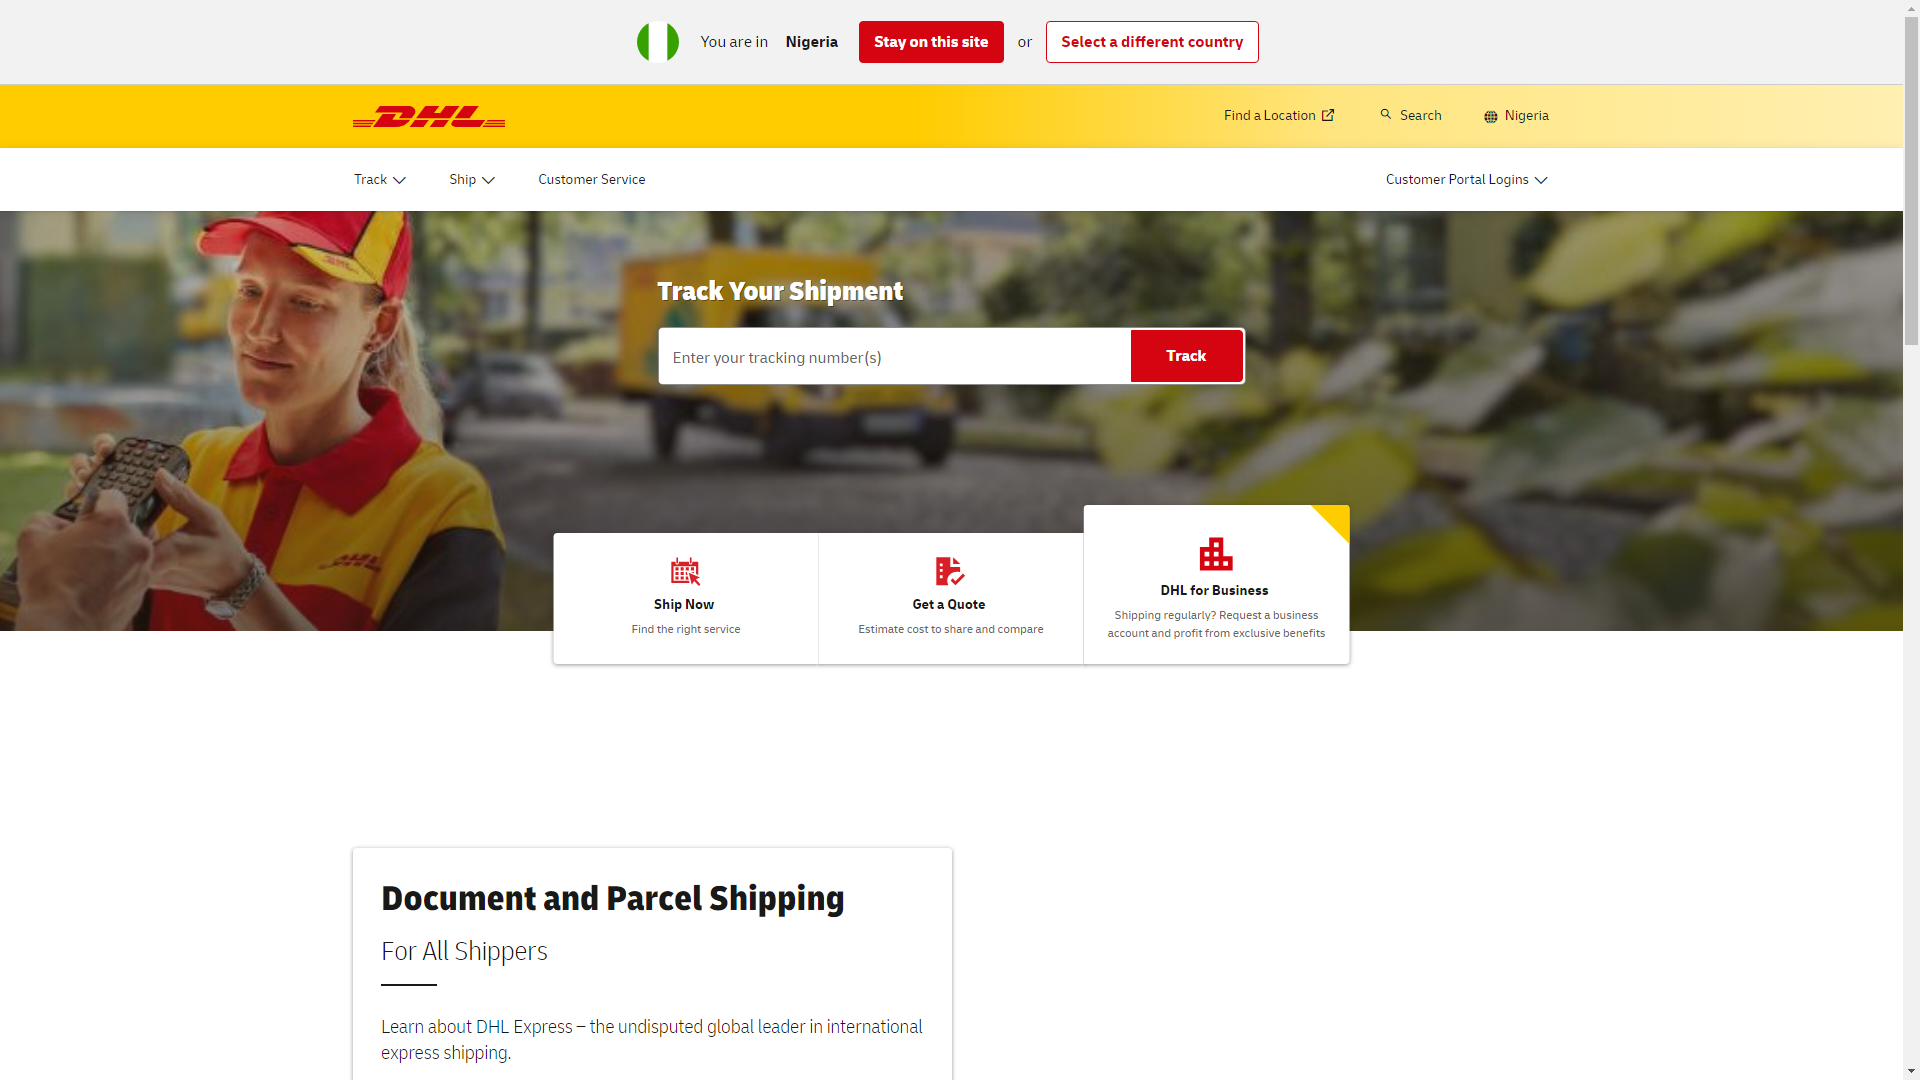 You are in Nigeria Stay on this site or Select a different country
DHL
Find a Location
Search
Nigeria
Track
Ship
Customer Service
Customer Portal Logins
Track Your Shipment
Enter your tracking number(s)
Track
Ship Now
Find the right service
Get a Quote
Estimate cost to share and compare
DHL for Business
Shipping regularly? Request a business
account and profit from exclusive benefits
Document and Parcel Shipping
For All Shippers
Learn about DHL Express – the undisputed global leader in international
express shipping.